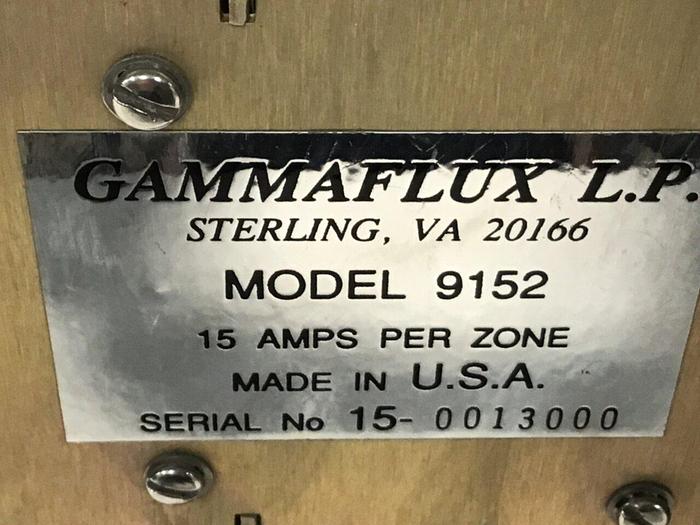 GAMMAFLUX L.P.
STERLING, VA 20166
MODEL 9152
15 AMPS PER ZONE
MADE IN U.S.A.
SERIAL No 15- 0013000